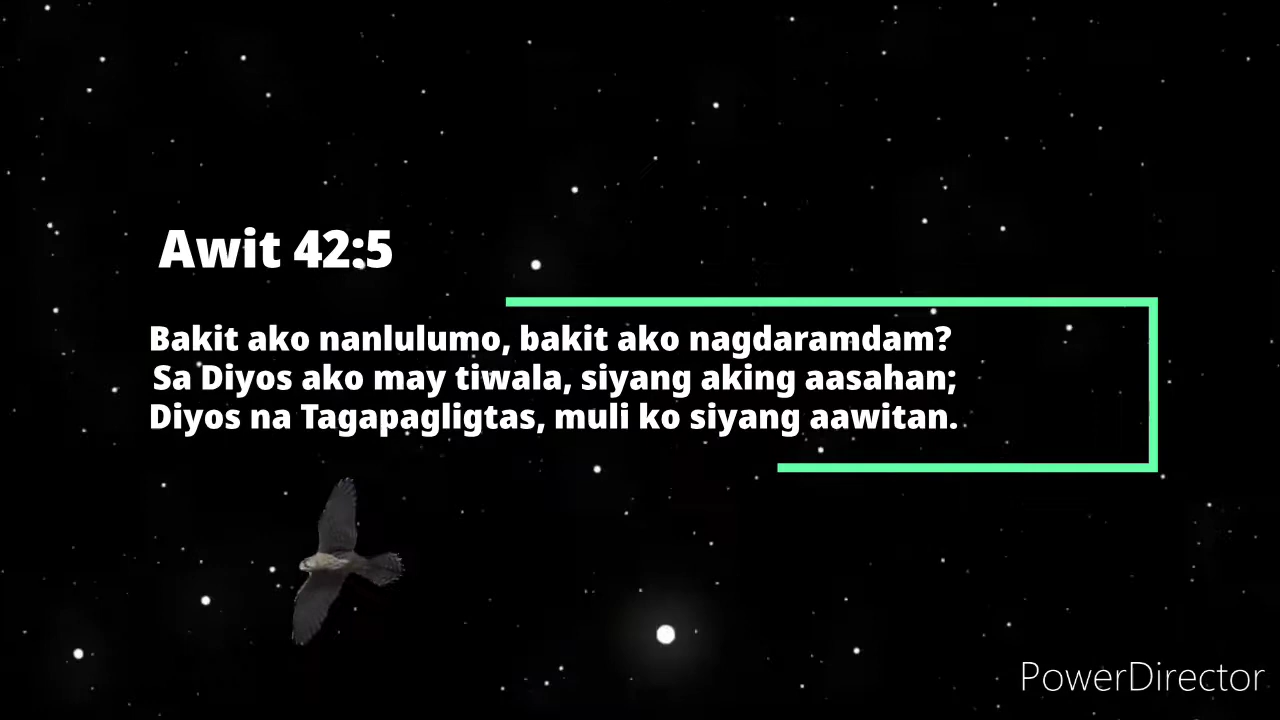 Awit 42:5
Bakit ako nanlulumo, bakit ako nagdaramdam?
Sa Diyos ako may tiwala, siyang aking aasahan;
Diyos na Tagapagligtas, muli ko siyang aawitan.
PowerDirector